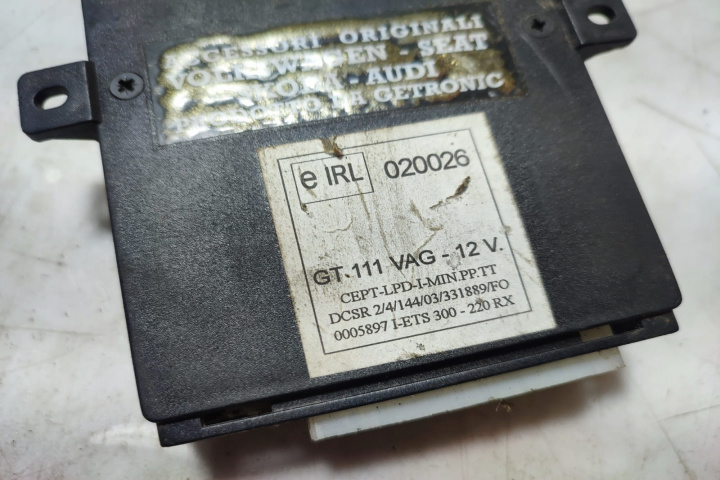 ORIGINALI
VOLKSWAGEN - SEAT
- AUDI
GETRONIC
e IRL 020026
GT-111 VAG - 12 V.
CEPT-LPD-I-MIN.PP.TT
DCSR 2/4/144/03/331889/FO
0005897 I-ETS 300 - 220 RX